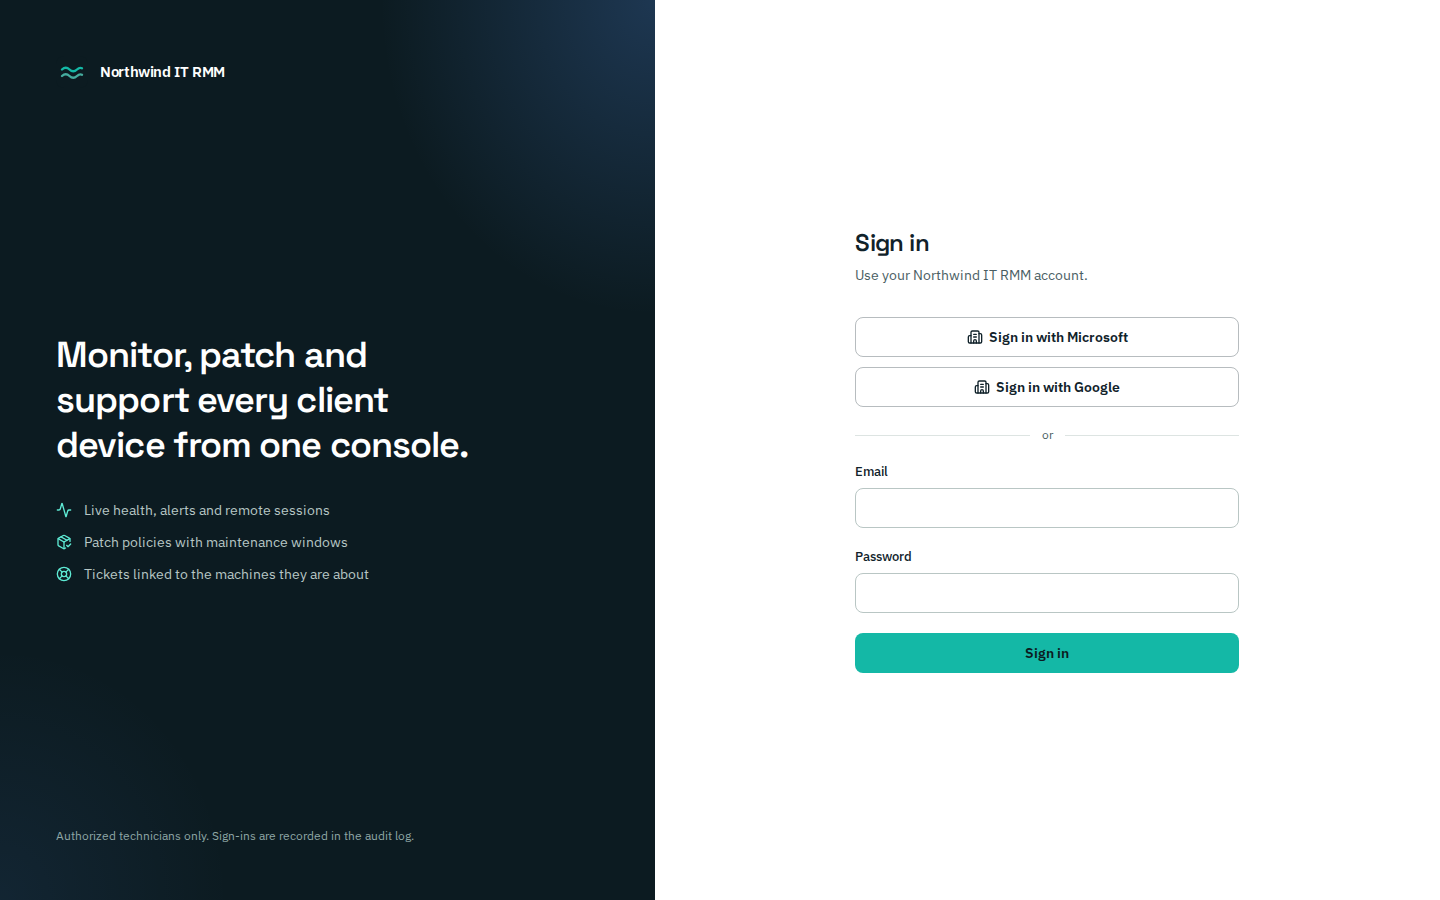 Northwind IT RMM
Monitor, patch and
support every client
device from one console.
Live health, alerts and remote sessions
Patch policies with maintenance windows
Tickets linked to the machines they are about
Authorized technicians only. Sign-ins are recorded in the audit log.
Sign in
Use your Northwind IT RMM account.
Sign in with Microsoft
Sign in with Google
or
Email
Password
Sign in